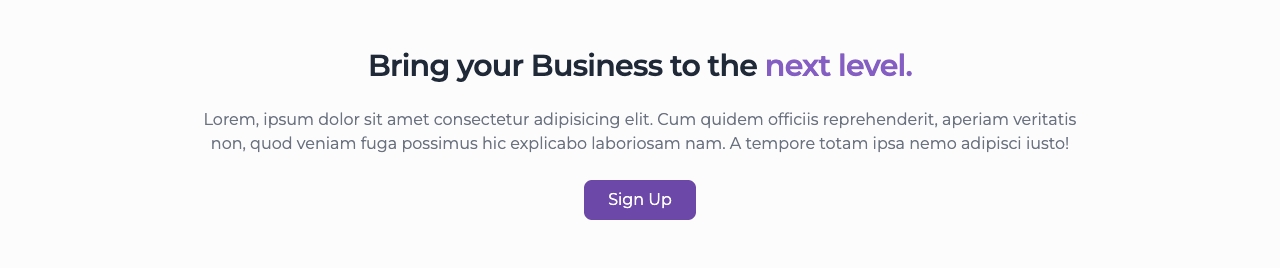 Bring your Business to the next level.
Lorem, ipsum dolor sit amet consectetur adipisicing elit. Cum quidem officiis reprehenderit, aperiam veritatis
non, quod veniam fuga possimus hic explicabo laboriosam nam. A tempore totam ipsa nemo adipisci iusto!
Sign Up